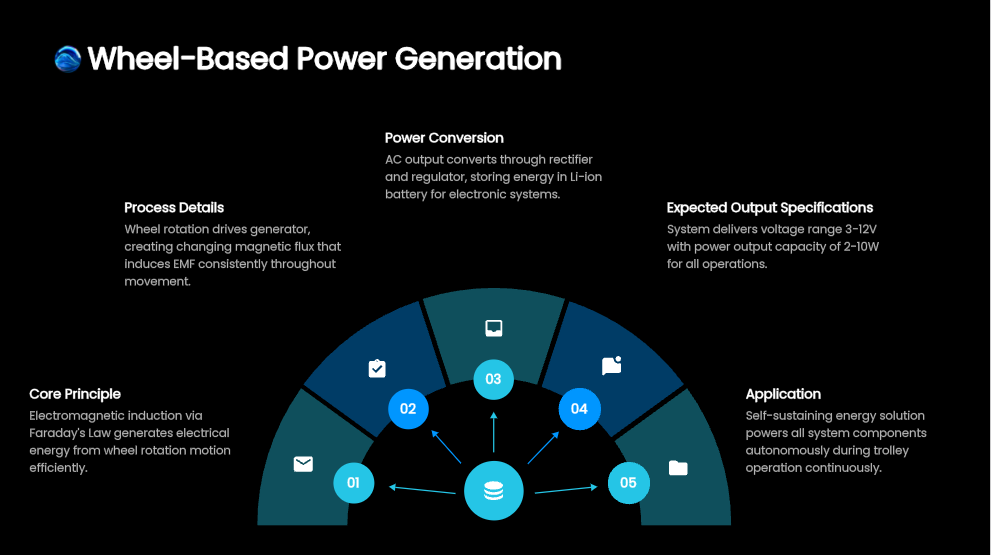 Wheel-Based Power Generation
Power Conversion
AC output converts through rectifier
and regulator, storing energy in Li-ion
battery for electronic systems.
Process Details
Wheel rotation drives generator,
creating changing magnetic flux that
induces EMF consistently throughout
movement.
Expected Output Specifications
System delivers voltage range 3-12V
with power output capacity of 2-10W
for all operations.
Core Principle
Electromagnetic induction via
Faraday's Law generates electrical
energy from wheel rotation motion
efficiently.
Application
Self-sustaining energy solution
powers all system components
autonomously during trolley
operation continuously.
01
02
03
04
05